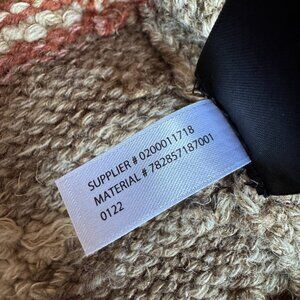 SUPPLIER # 0200011718
MATERIAL # 782857187001
0122